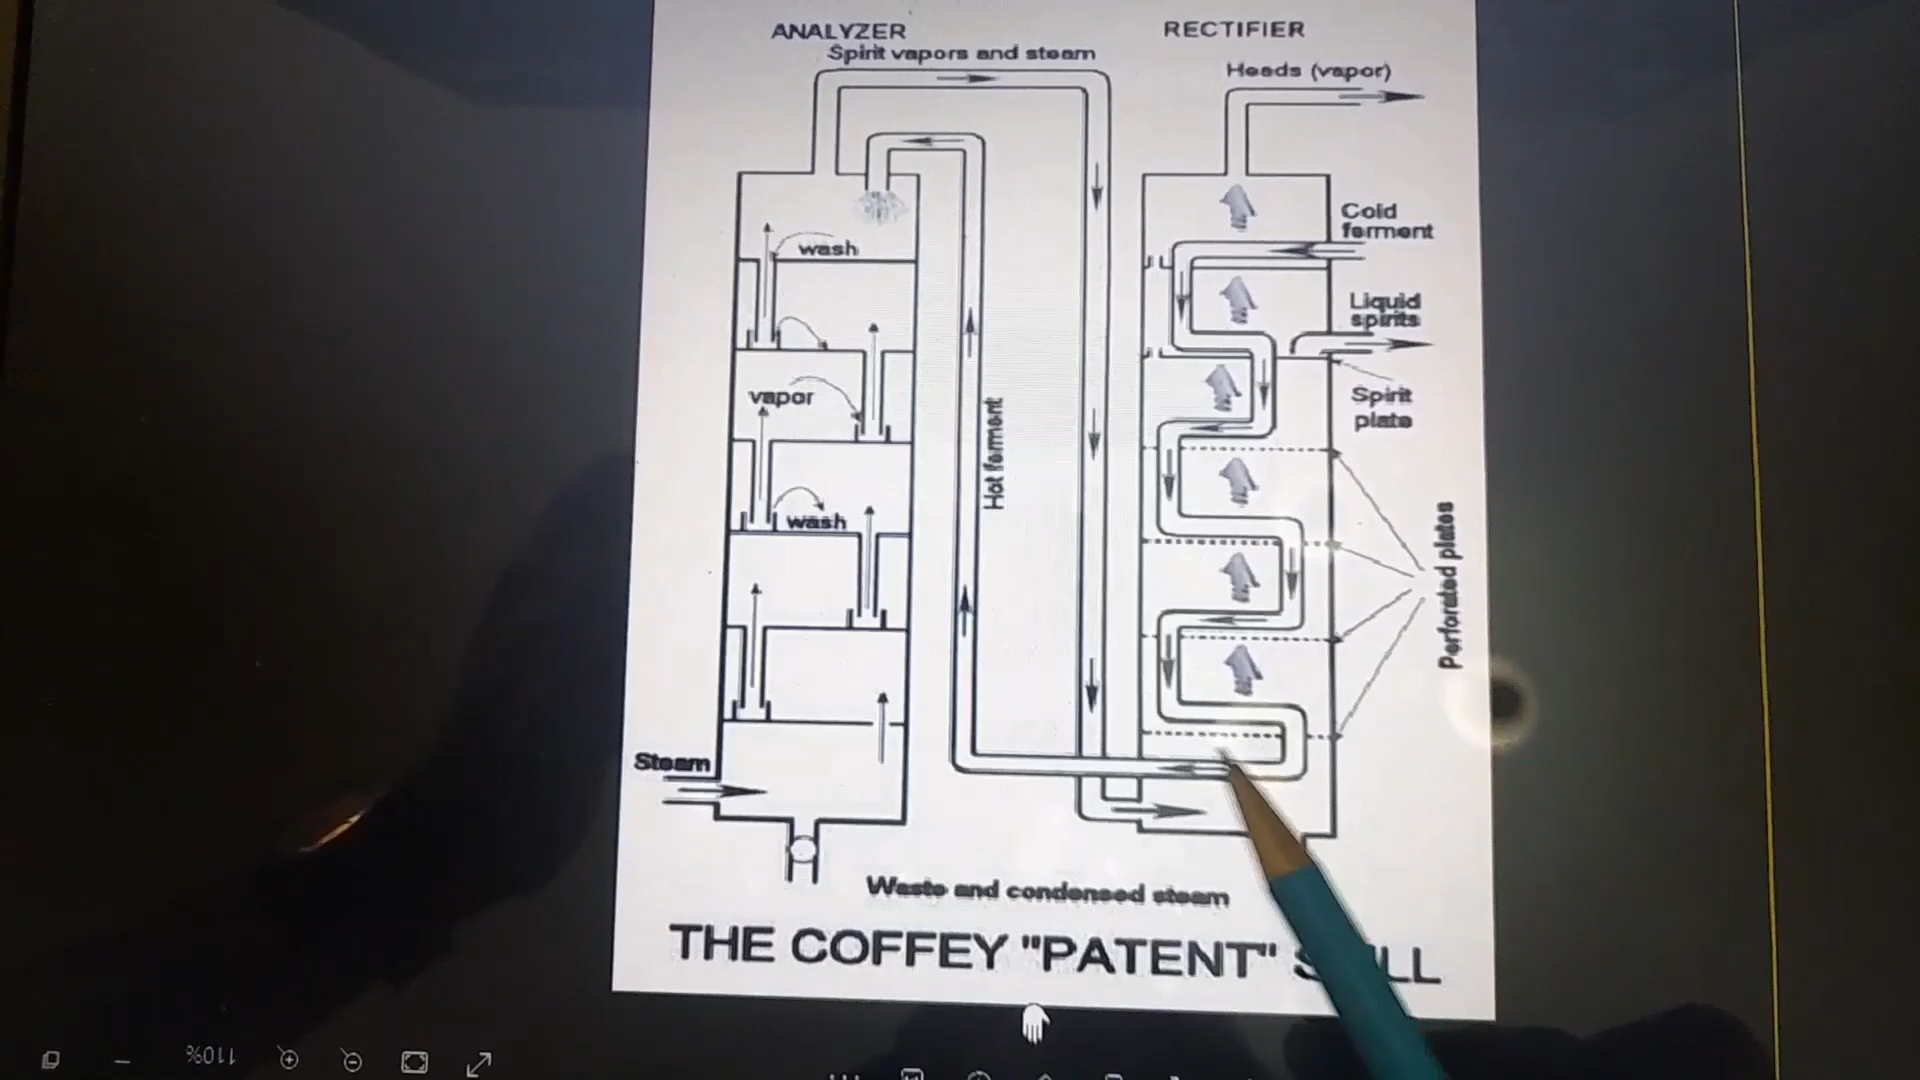 ANALYZER
RECTIFIER
Spirit vapors and steam
Heads (vapor)
Cold
ferment
wash
Liquid
spirits
vapor
Spirit
plate
Hot ferment
wash
Perforated plates
Steam
Waste and condensed steam
THE COFFEY "PATENT"
110%